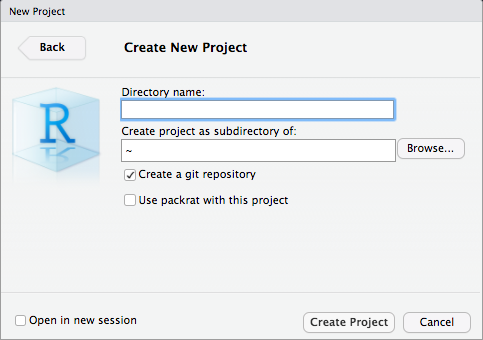 New Project
Back
Create New Project
R
Directory name:
Create project as subdirectory of:
~
Browse...
Create a git repository
Use packrat with this project
Open in new session
Create Project
Cancel